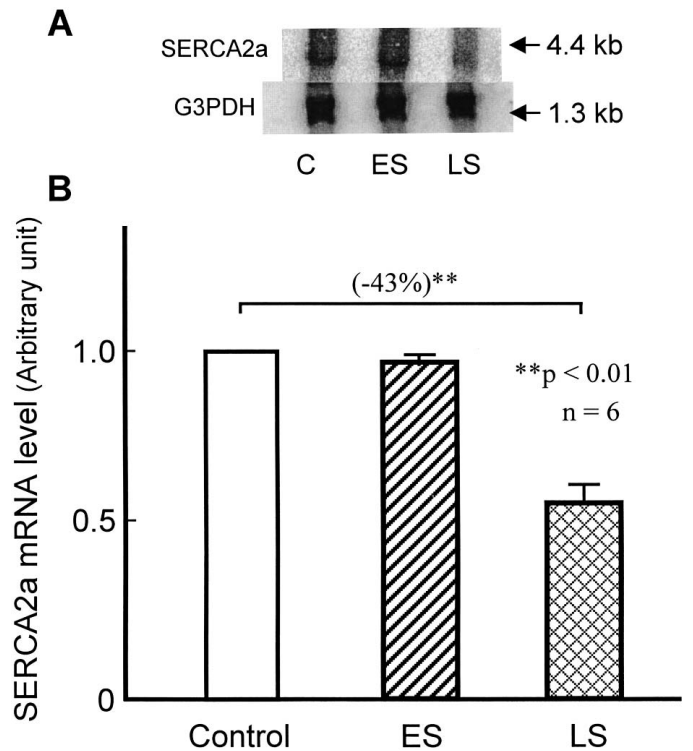 A
SERCA2a
4.4 kb
G3PDH
1.3 kb
C ES LS
B
SERCA2a mRNA level (Arbitrary unit)
(-43%)**
1.0
**p < 0.01
n = 6
0.5
0
Control ES LS